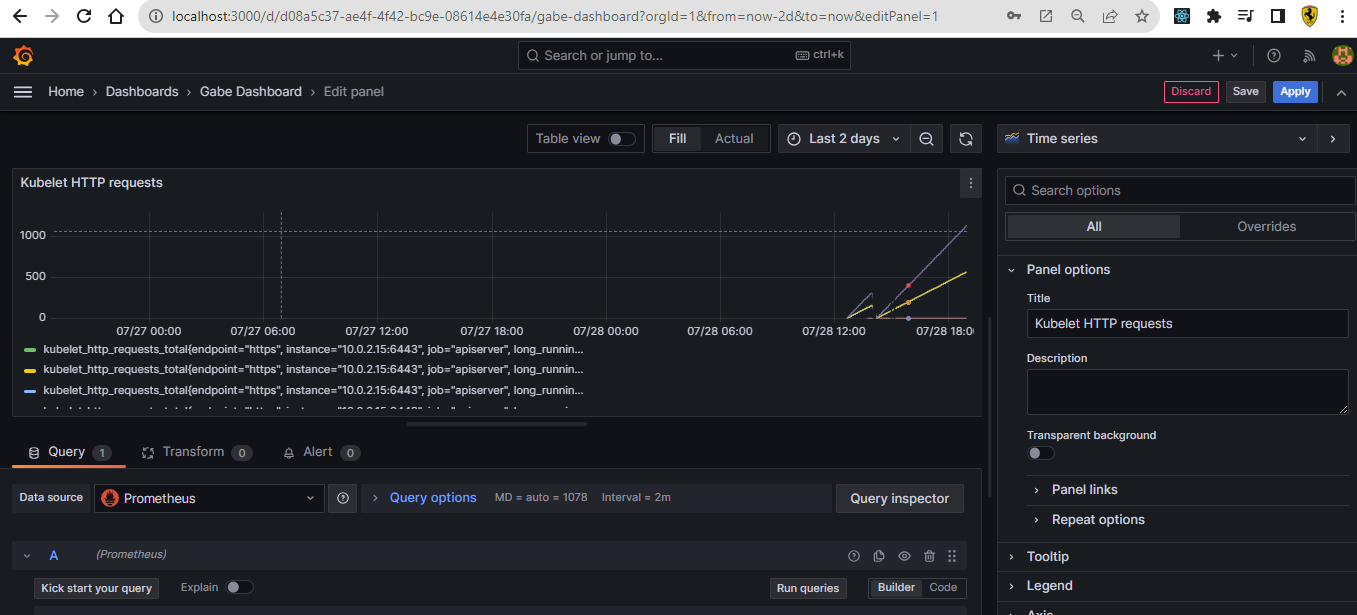 localhost:3000/d/d08a5c37-ae4f-4f42-bc9e-08614e4e30fa/gabe-dashboard?orgId=1&from=now-2d&to=now&editPanel=1
Search or jump to... ctrl+k
Home › Dashboards › Gabe Dashboard › Edit panel Discard Save Apply
Table view Fill Actual Last 2 days Time series
Kubelet HTTP requests
1000
500
0
07/27 00:00 07/27 06:00 07/27 12:00 07/27 18:00 07/28 00:00 07/28 06:00 07/28 12:00 07/28 18:00
kubelet_http_requests_total{endpoint="https", instance="10.0.2.15:6443", job="apiserver", long_runnin...
kubelet_http_requests_total{endpoint="https", instance="10.0.2.15:6443", job="apiserver", long_runnin...
kubelet_http_requests_total{endpoint="https", instance="10.0.2.15:6443", job="apiserver", long_runnin...
Search options
All Overrides
Panel options
Title
Kubelet HTTP requests
Description
Transparent background
Panel links
Repeat options
Tooltip
Legend
Axis
Query 1 Transform 0 Alert 0
Data source Prometheus Query options MD = auto = 1078 Interval = 2m Query inspector
A (Prometheus)
Kick start your query Explain Run queries Builder Code